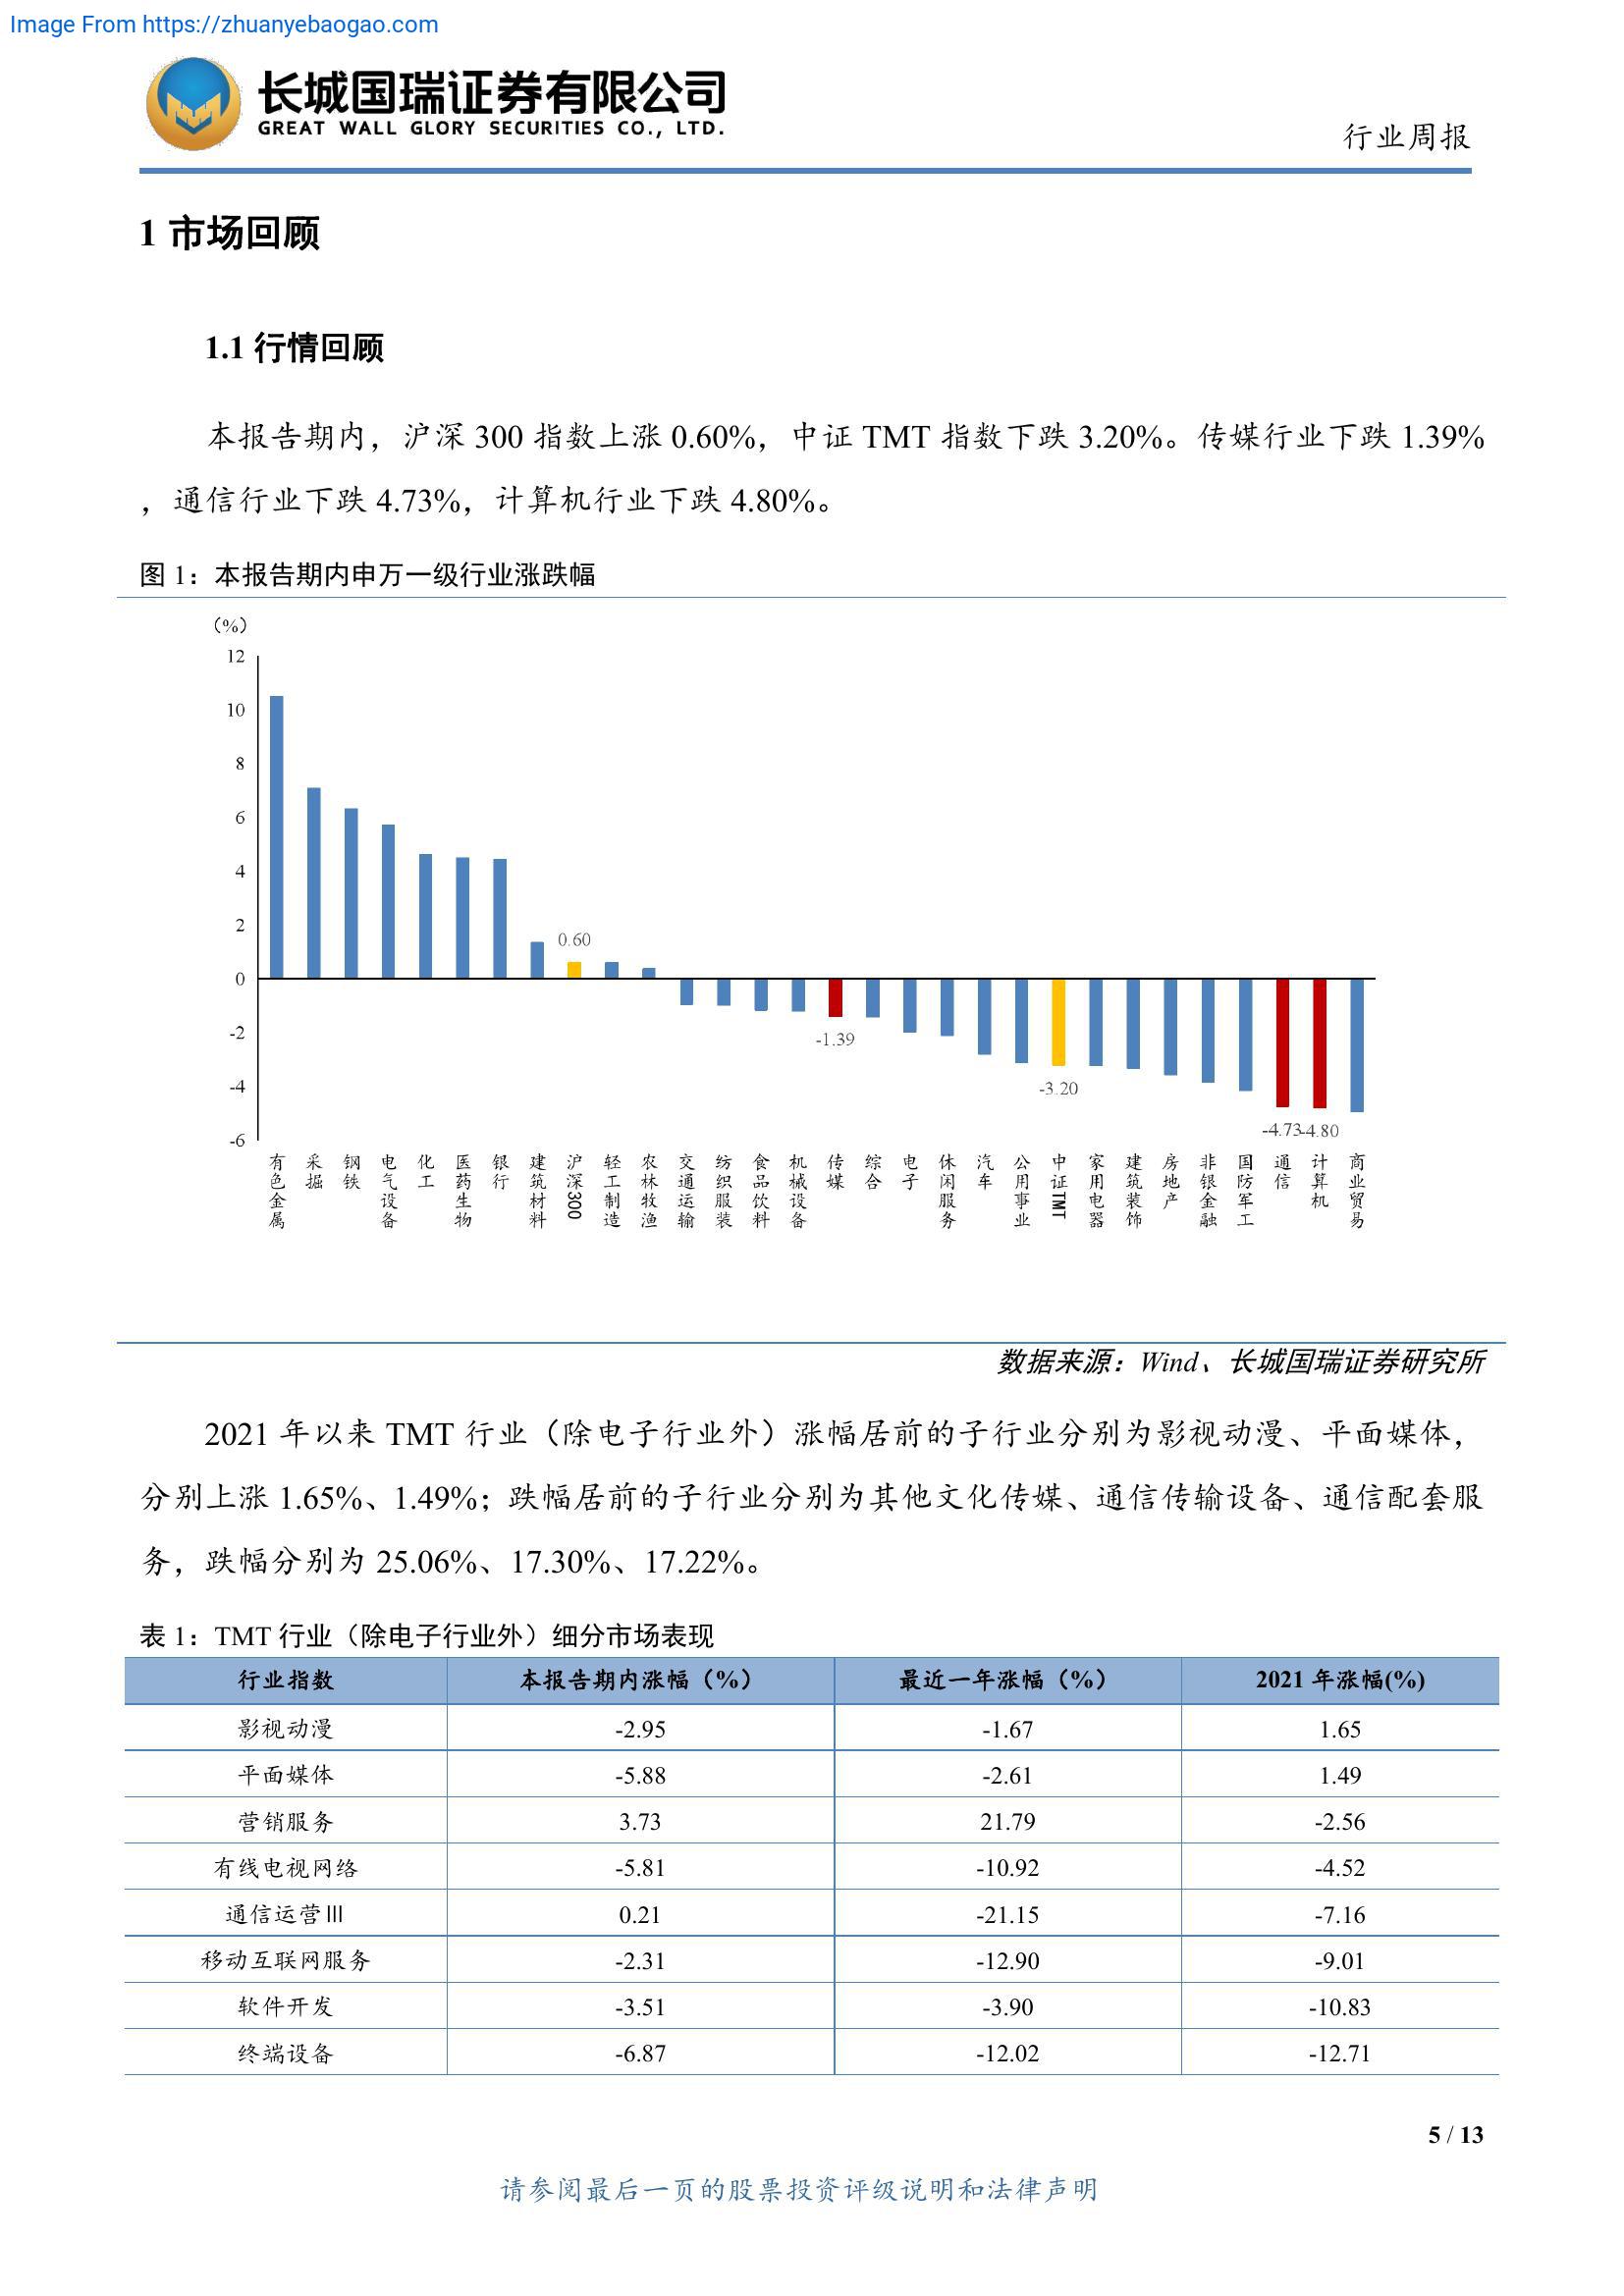 Image From https://zhuanyebaogao.com
长城国瑞证券有限公司
GREAT WALL GLORY SECURITIES CO., LTD.
行业周报
1 市场回顾
1.1 行情回顾
本报告期内，沪深 300 指数上涨 0.60%，中证 TMT 指数下跌 3.20%。传媒行业下跌 1.39%
，通信行业下跌 4.73%，计算机行业下跌 4.80%。
图 1：本报告期内申万一级行业涨跌幅
（%）
12
10
8
6
4
2
0
-2
-4
-6
0.60
-1.39
-3.20
-4.73
-4.80
有色金属
采掘
钢铁
电气设备
化工
医药生物
银行
建筑材料
沪深300
轻工制造
农林牧渔
交通运输
纺织服装
食品饮料
机械设备
传媒
综合
电子
休闲服务
汽车
公用事业
中证TMT
家用电器
建筑装饰
房地产
非银金融
国防军工
通信
计算机
商业贸易
数据来源：Wind、长城国瑞证券研究所
2021 年以来 TMT 行业（除电子行业外）涨幅居前的子行业分别为影视动漫、平面媒体，
分别上涨 1.65%、1.49%；跌幅居前的子行业分别为其他文化传媒、通信传输设备、通信配套服
务，跌幅分别为 25.06%、17.30%、17.22%。
表 1：TMT 行业（除电子行业外）细分市场表现
行业指数 本报告期内涨幅（%） 最近一年涨幅（%） 2021 年涨幅(%)
影视动漫 -2.95 -1.67 1.65
平面媒体 -5.88 -2.61 1.49
营销服务 3.73 21.79 -2.56
有线电视网络 -5.81 -10.92 -4.52
通信运营Ⅲ 0.21 -21.15 -7.16
移动互联网服务 -2.31 -12.90 -9.01
软件开发 -3.51 -3.90 -10.83
终端设备 -6.87 -12.02 -12.71
5 / 13
请参阅最后一页的股票投资评级说明和法律声明